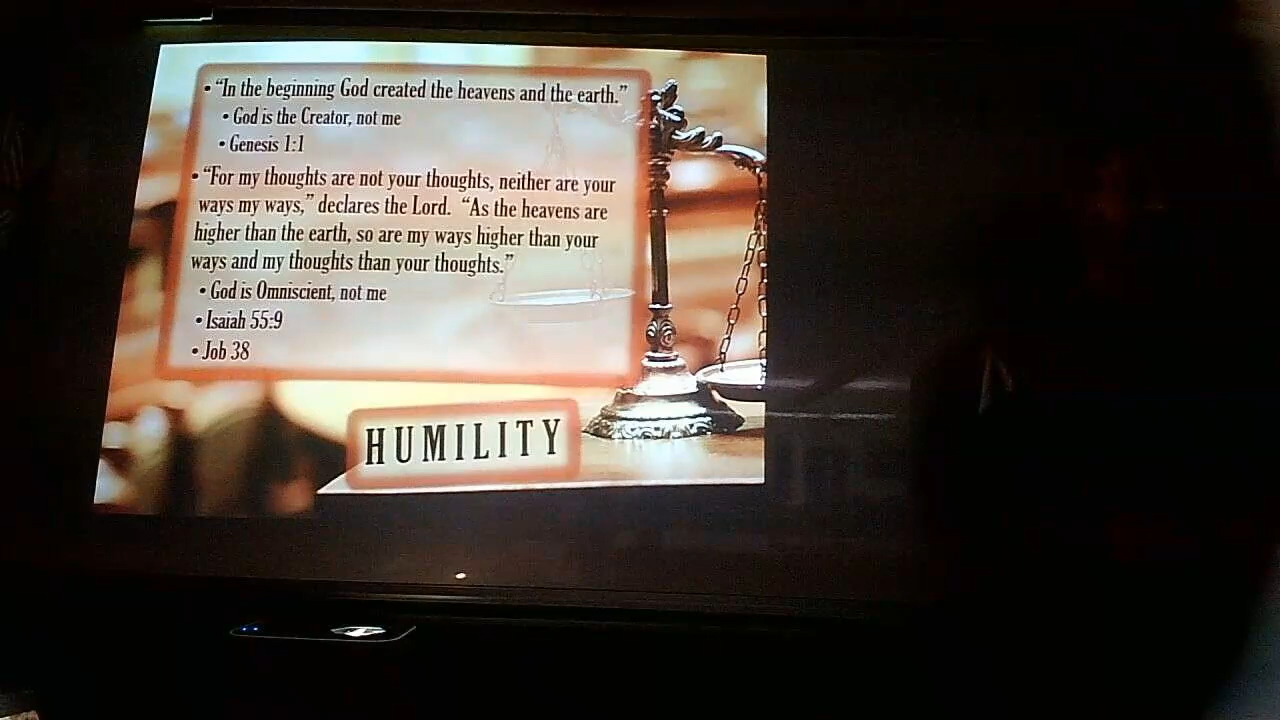 • “In the beginning God created the heavens and the earth.”
• God is the Creator, not me
• Genesis 1:1
• “For my thoughts are not your thoughts, neither are your
ways my ways,” declares the Lord. “As the heavens are
higher than the earth, so are my ways higher than your
ways and my thoughts than your thoughts.”
• God is Omniscient, not me
• Isaiah 55:9
• Job 38
HUMILITY